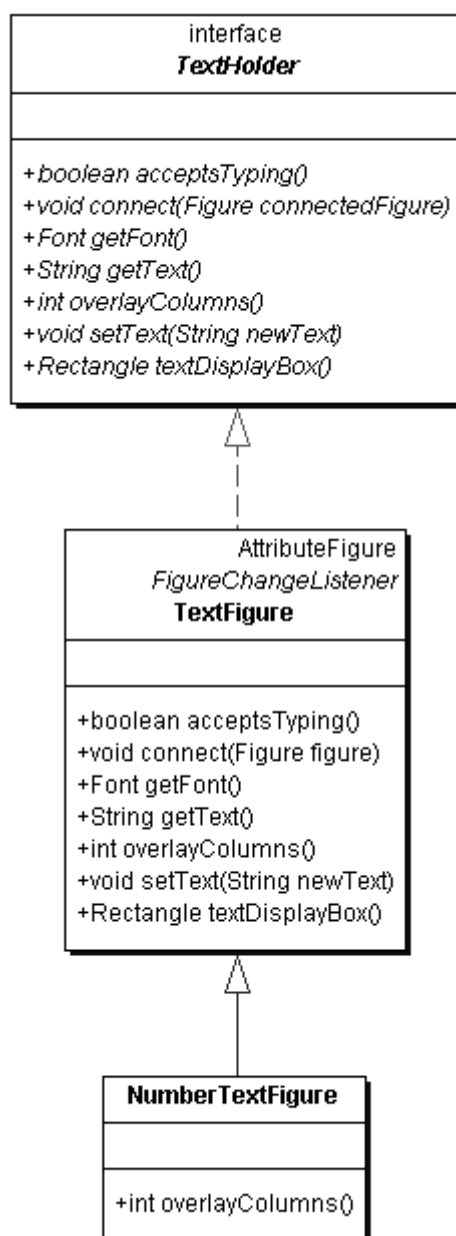 interface
TextHolder
+boolean acceptsTyping()
+void connect(Figure connectedFigure)
+Font getFont()
+String getText()
+int overlayColumns()
+void setText(String newText)
+Rectangle textDisplayBox()
AttributeFigure
FigureChangeListener
TextFigure
+boolean acceptsTyping()
+void connect(Figure figure)
+Font getFont()
+String getText()
+int overlayColumns()
+void setText(String newText)
+Rectangle textDisplayBox()
NumberTextFigure
+int overlayColumns()